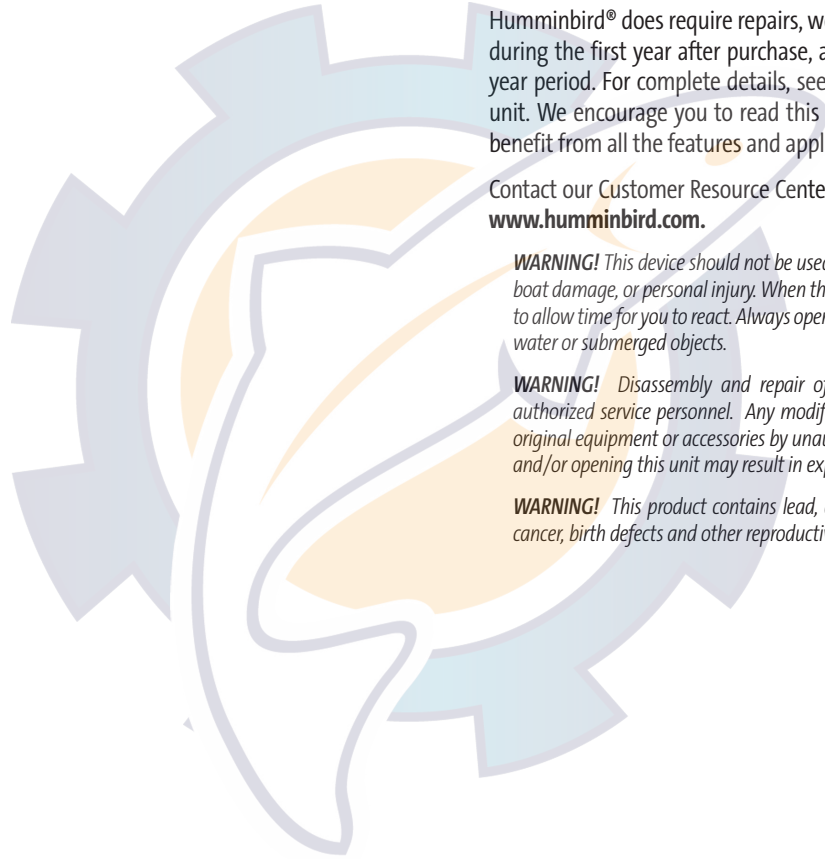 Humminbird® does require repairs, w
during the first year after purchase, a
year period. For complete details, see
unit. We encourage you to read this
benefit from all the features and appl
Contact our Customer Resource Cente
www.humminbird.com.
WARNING! This device should not be used
boat damage, or personal injury. When th
to allow time for you to react. Always oper
water or submerged objects.
WARNING! Disassembly and repair of
authorized service personnel. Any modif
original equipment or accessories by unau
and/or opening this unit may result in exp
WARNING! This product contains lead,
cancer, birth defects and other reproducti